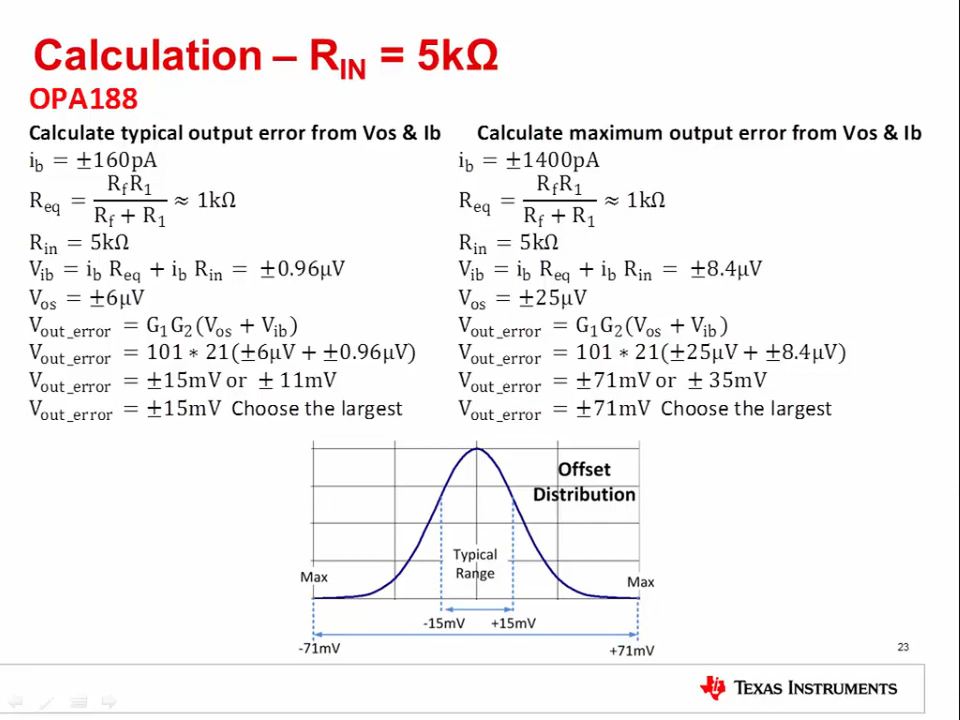 Calculation – R_IN = 5kΩ
OPA188
Calculate typical output error from Vos & Ib
i_b = ±160pA
R_eq = R_f R_1 / (R_f + R_1) ≈ 1kΩ
R_in = 5kΩ
V_ib = i_b R_eq + i_b R_in = ±0.96μV
V_os = ±6μV
V_out_error = G_1G_2(V_os + V_ib)
V_out_error = 101 ∗ 21(±6μV + ±0.96μV)
V_out_error = ±15mV or ± 11mV
V_out_error = ±15mV Choose the largest
Calculate maximum output error from Vos & Ib
i_b = ±1400pA
R_eq = R_f R_1 / (R_f + R_1) ≈ 1kΩ
R_in = 5kΩ
V_ib = i_b R_eq + i_b R_in = ±8.4μV
V_os = ±25μV
V_out_error = G_1G_2(V_os + V_ib)
V_out_error = 101 ∗ 21(±25μV + ±8.4μV)
V_out_error = ±71mV or ± 35mV
V_out_error = ±71mV Choose the largest
Offset
Distribution
Typical
Range
Max
Max
-15mV
+15mV
-71mV
+71mV
23
TEXAS INSTRUMENTS